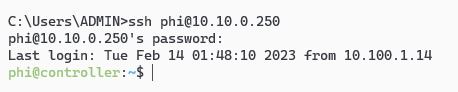 C:\Users\ADMIN>ssh phi@10.10.0.250
phi@10.10.0.250's password:
Last login: Tue Feb 14 01:48:10 2023 from 10.100.1.14
phi@controller:~$